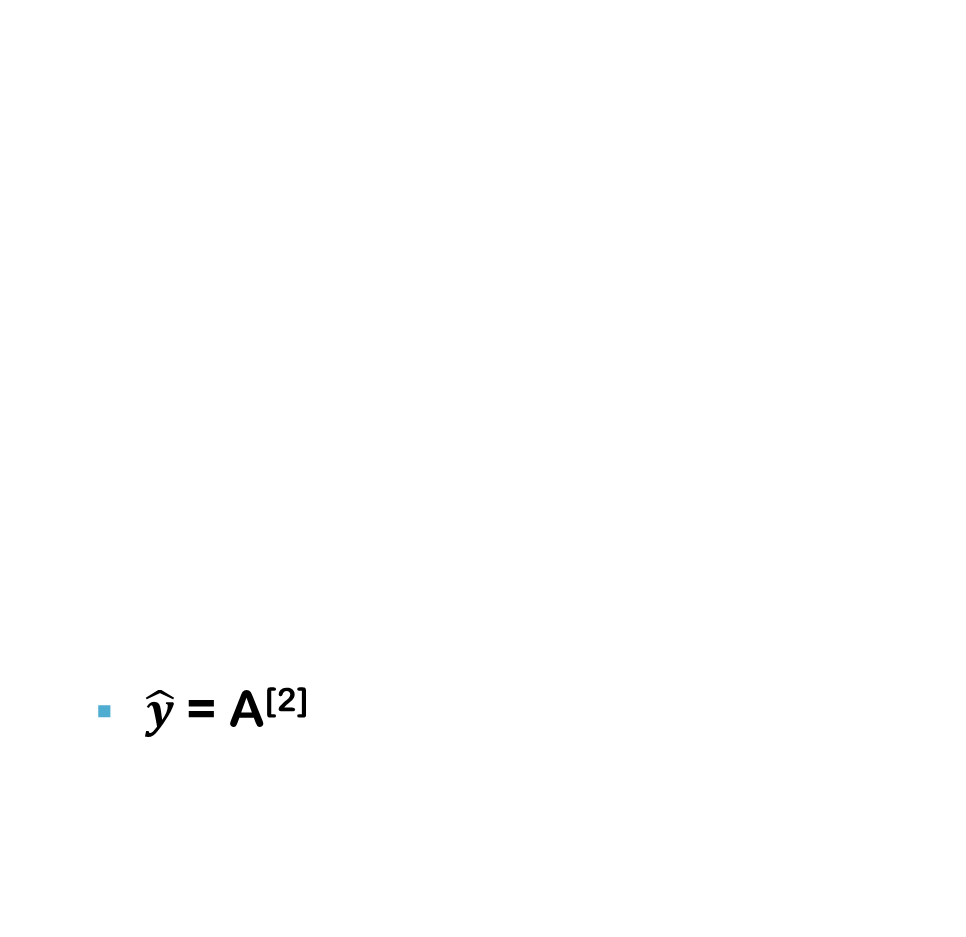 ▪ ŷ = A^[2]